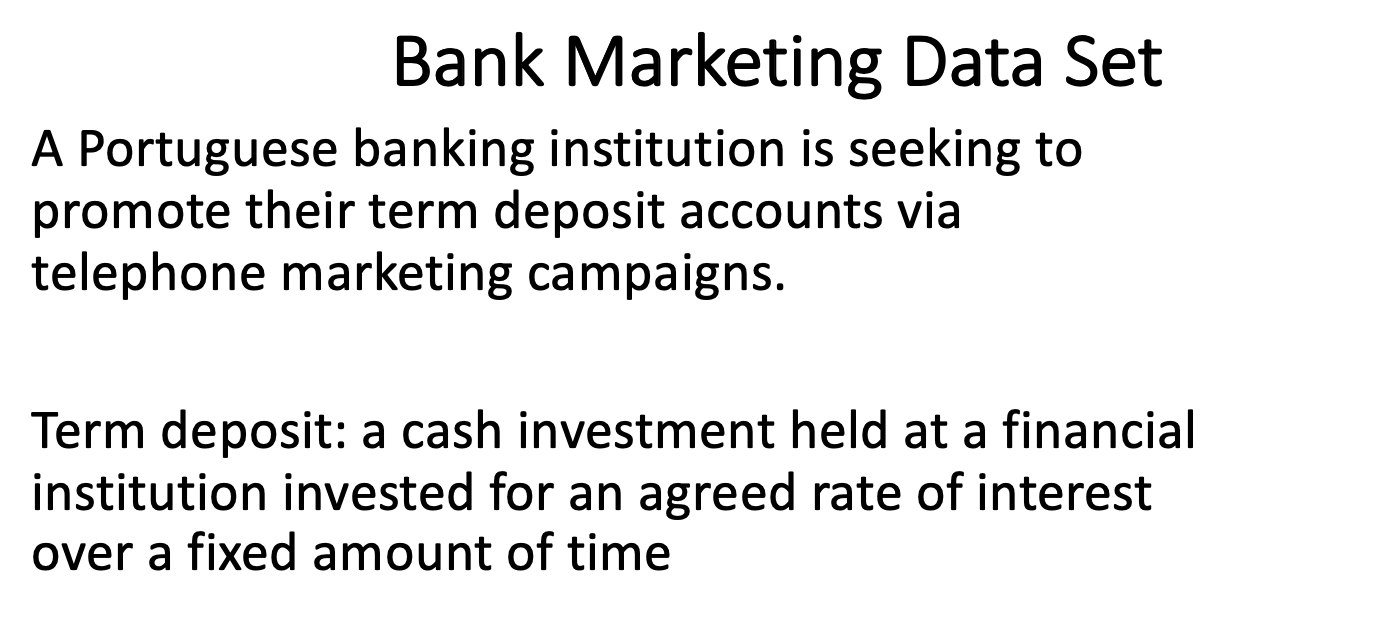 Bank Marketing Data Set
A Portuguese banking institution is seeking to
promote their term deposit accounts via
telephone marketing campaigns.
Term deposit: a cash investment held at a financial
institution invested for an agreed rate of interest
over a fixed amount of time